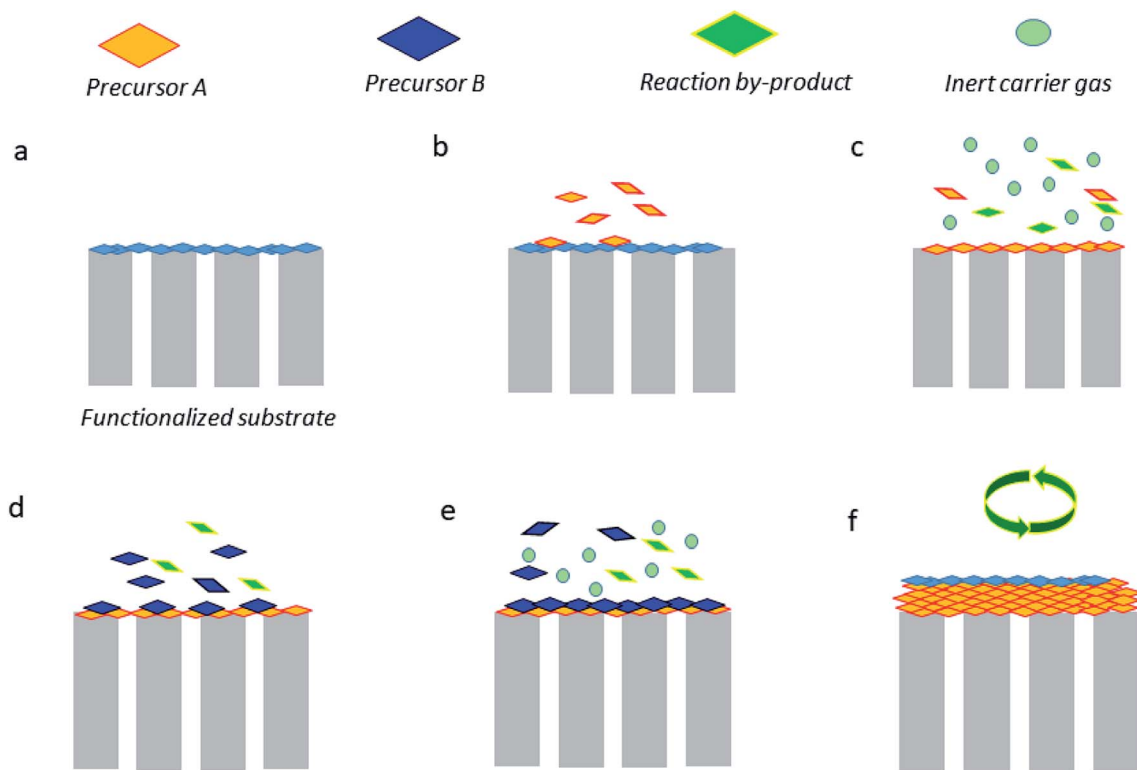 Precursor A
Precursor B
Reaction by-product
Inert carrier gas
a
b
c
Functionalized substrate
d
e
f